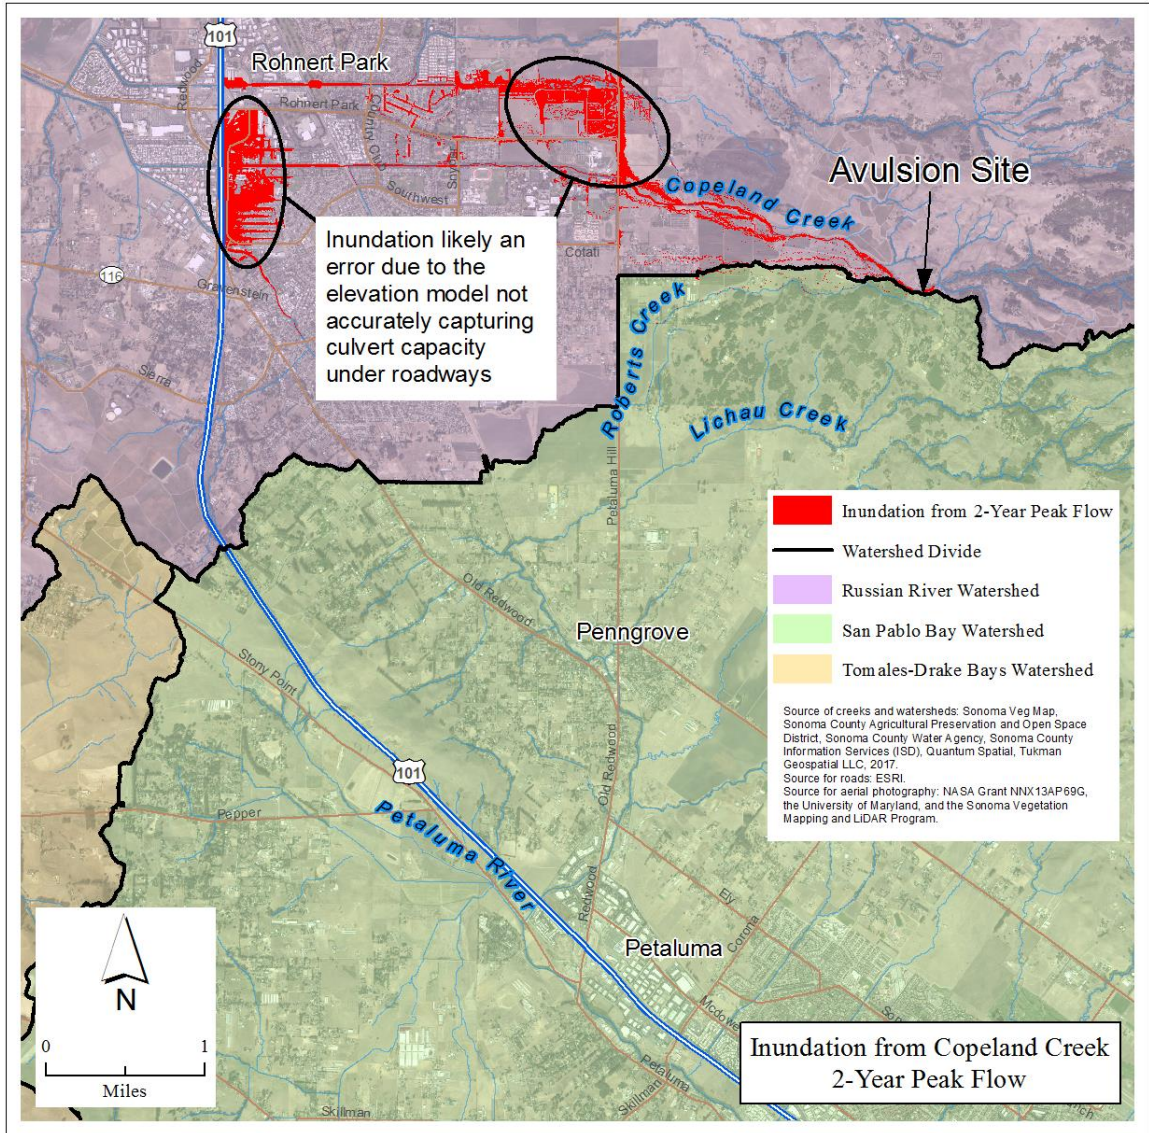 101
Rohnert Park
Redwood
Rohnert Park
Country Club
Snyder
Southwest
Copeland Creek
Avulsion Site
Inundation likely an
error due to the
elevation model not
accurately capturing
culvert capacity
under roadways
Cotati
116
Gravenstein
Sierra
Roberts Creek
Lichau Creek
Petaluma Hill
Inundation from 2-Year Peak Flow
Watershed Divide
Russian River Watershed
San Pablo Bay Watershed
Tomales-Drake Bays Watershed
Source of creeks and watersheds: Sonoma Veg Map,
Sonoma County Agricultural Preservation and Open Space
District, Sonoma County Water Agency, Sonoma County
Information Services (ISD), Quantum Spatial, Tukman
Geospatial LLC, 2017.
Source for roads: ESRI.
Source for aerial photography: NASA Grant NNX13AP69G,
the University of Maryland, and the Sonoma Vegetation
Mapping and LiDAR Program.
Old Redwood
Penngrove
Stony Point
101
Old Redwood
Pepper
Petaluma River
Redwood
Ely
Corona
Petaluma
N
0 1
Miles
Petaluma
Skillman
Skillman
Inundation from Copeland Creek
2-Year Peak Flow